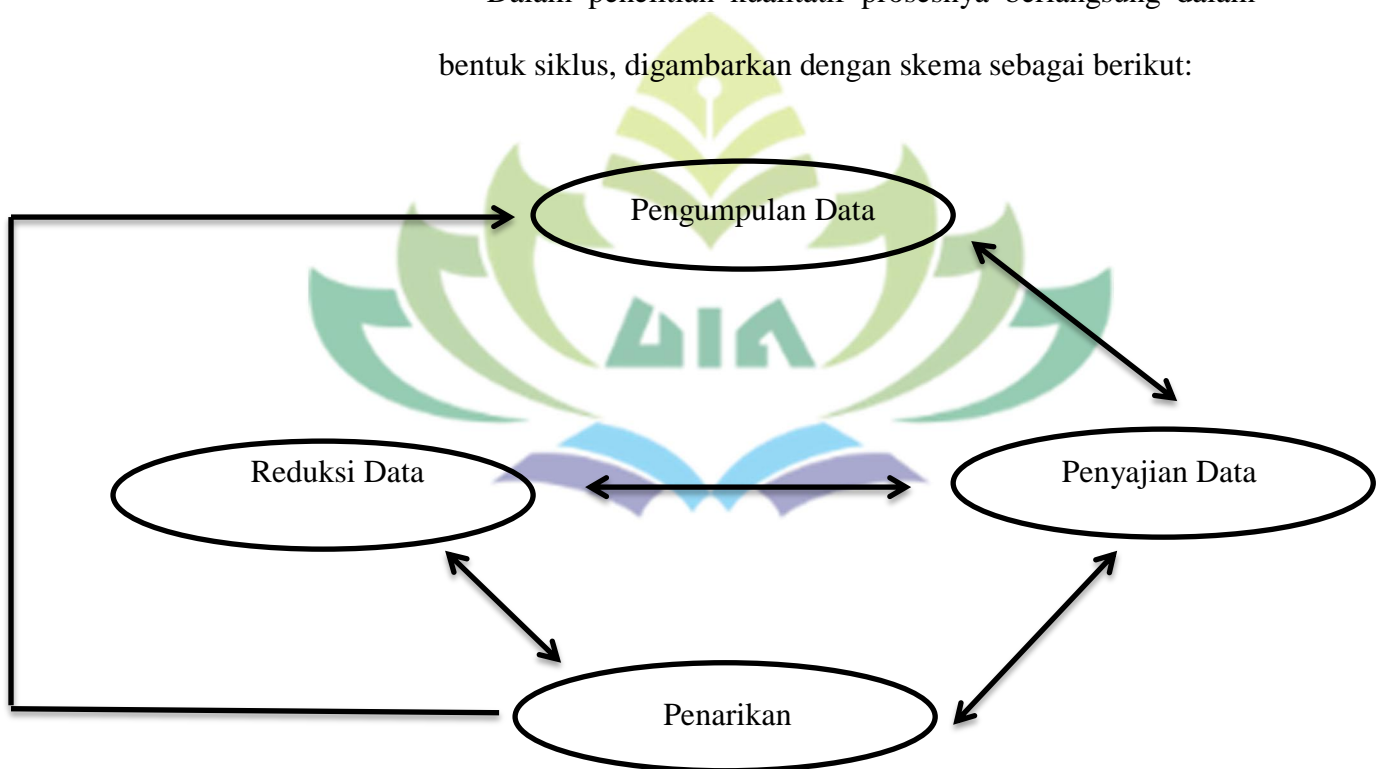 Dalam penelitian kualitatif prosesnya berlangsung dalam
bentuk siklus, digambarkan dengan skema sebagai berikut:
Pengumpulan Data
UIN
Reduksi Data
Penyajian Data
Penarikan